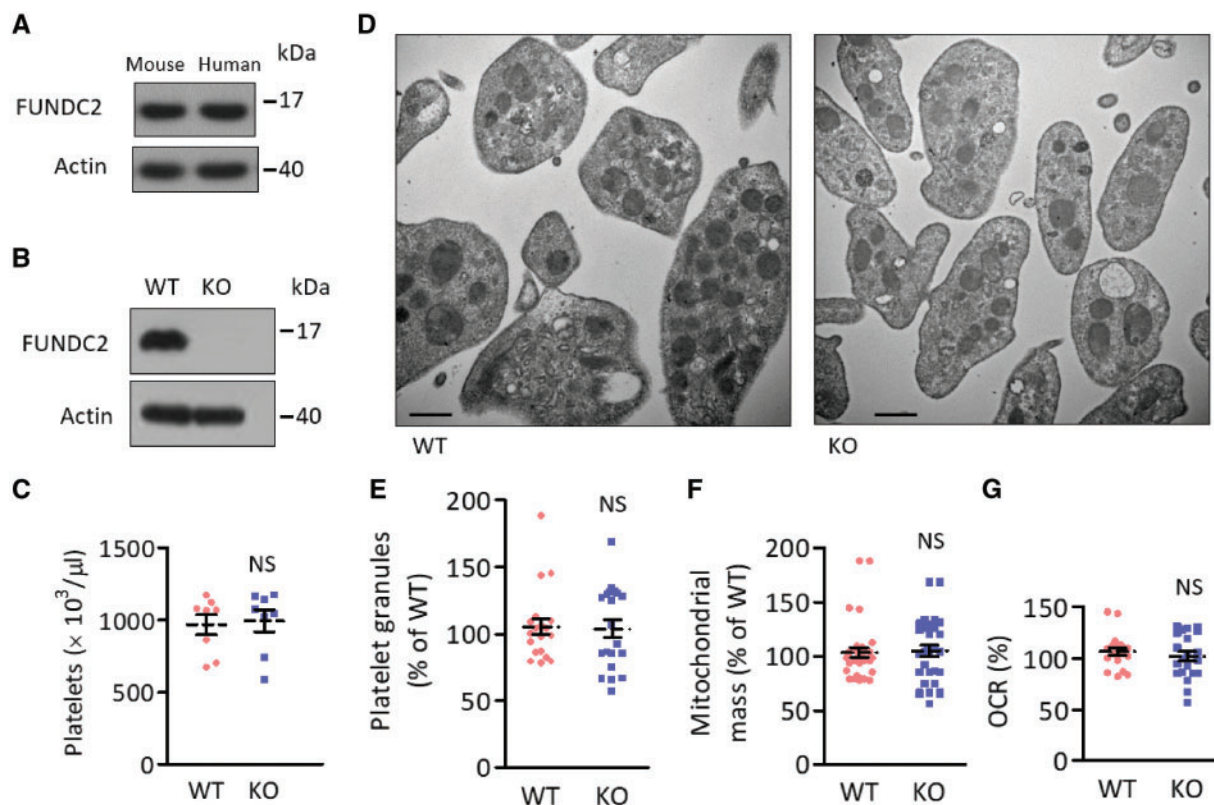 A
Mouse Human kDa
FUNDC2
–17
Actin
–40
B
WT KO kDa
FUNDC2
–17
Actin
–40
C
Platelets (× 10³/μl)
1500
1000
500
0
NS
WT KO
D
WT
KO
E
Platelet granules
(% of WT)
200
150
100
50
0
NS
WT KO
F
Mitochondrial
mass (% of WT)
200
150
100
50
0
NS
WT KO
G
OCR (%)
150
100
50
0
NS
WT KO